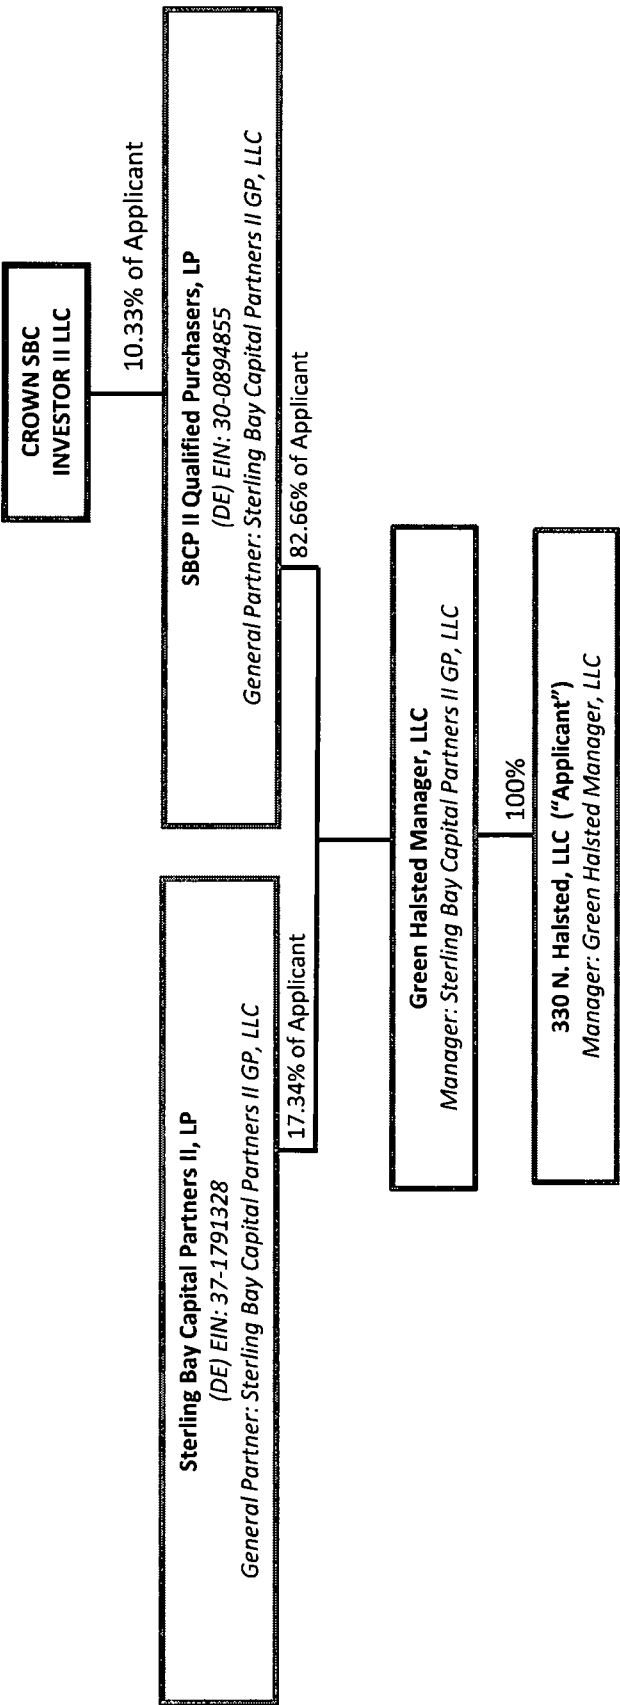 CROWN SBC
INVESTOR II LLC
10.33% of Applicant
Sterling Bay Capital Partners II, LP
(DE) EIN: 37-1791328
General Partner: Sterling Bay Capital Partners II GP, LLC
SBCP II Qualified Purchasers, LP
(DE) EIN: 30-0894855
General Partner: Sterling Bay Capital Partners II GP, LLC
17.34% of Applicant
82.66% of Applicant
Green Halsted Manager, LLC
Manager: Sterling Bay Capital Partners II GP, LLC
100%
330 N. Halsted, LLC ("Applicant")
Manager: Green Halsted Manager, LLC